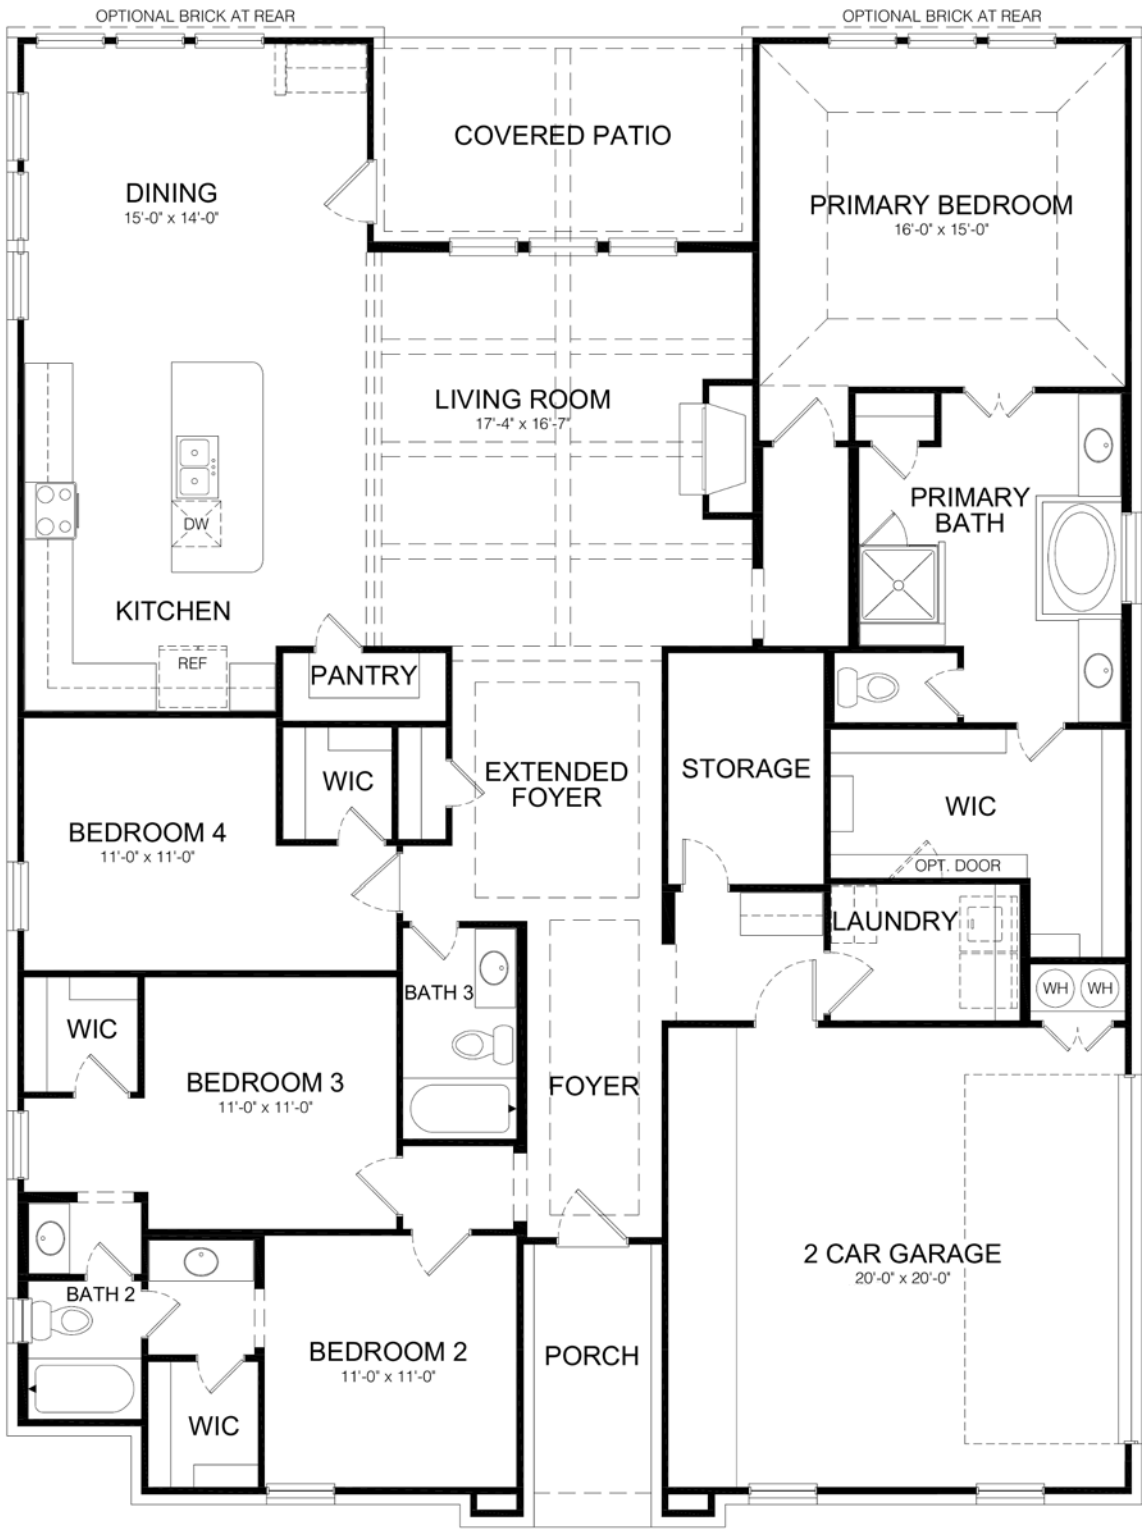 OPTIONAL BRICK AT REAR
OPTIONAL BRICK AT REAR
COVERED PATIO
DINING
15'-0" x 14'-0"
PRIMARY BEDROOM
16'-0" x 15'-0"
LIVING ROOM
17'-4" x 16'-7"
PRIMARY
BATH
DW
KITCHEN
REF
PANTRY
WIC
EXTENDED
FOYER
STORAGE
WIC
BEDROOM 4
11'-0" x 11'-0"
OPT. DOOR
LAUNDRY
BATH 3
WH
WH
WIC
BEDROOM 3
11'-0" x 11'-0"
FOYER
2 CAR GARAGE
20'-0" x 20'-0"
BATH 2
BEDROOM 2
11'-0" x 11'-0"
PORCH
WIC